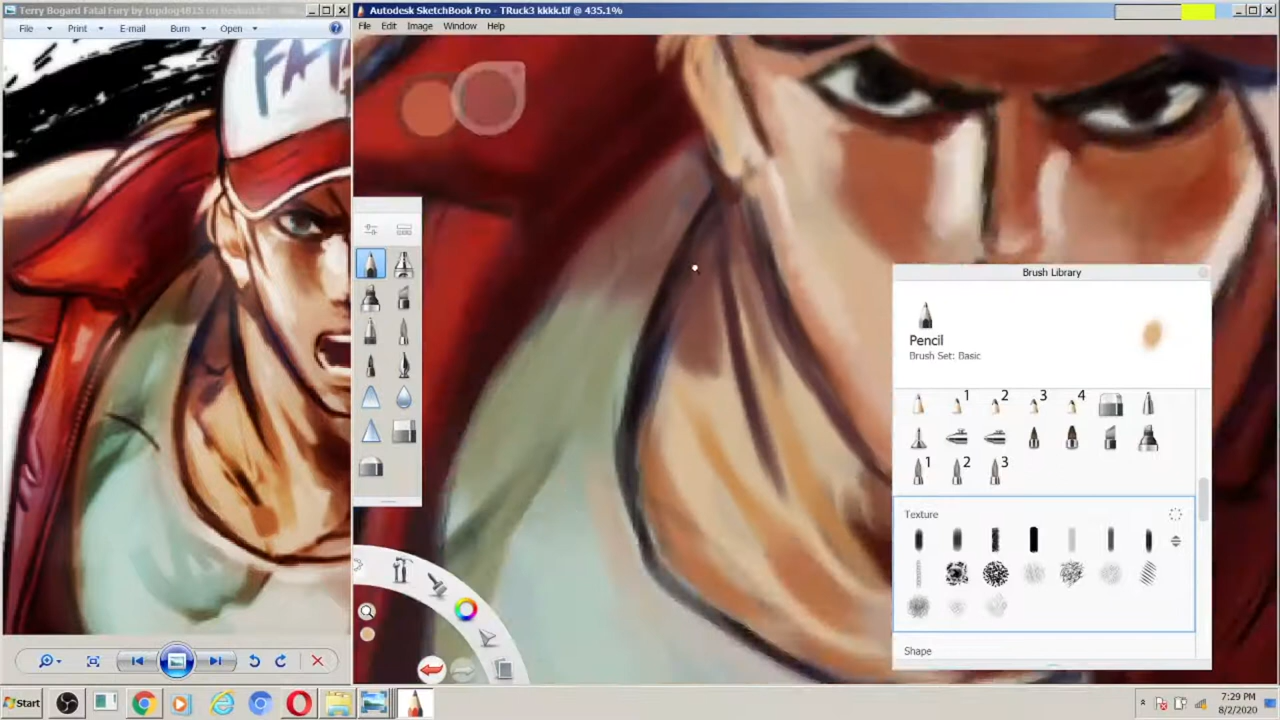 Terry Bogard Fatal Fury by topdog4815
File Print E-mail Burn Open
FA
Autodesk SketchBook Pro - TRuck3 kkkk.tif @ 435.1%
File Edit Image Window Help
Brush Library
Pencil
Brush Set: Basic
1 2 3 4
1 2 3
Texture
Shape
Start
7:29 PM
8/2/2020